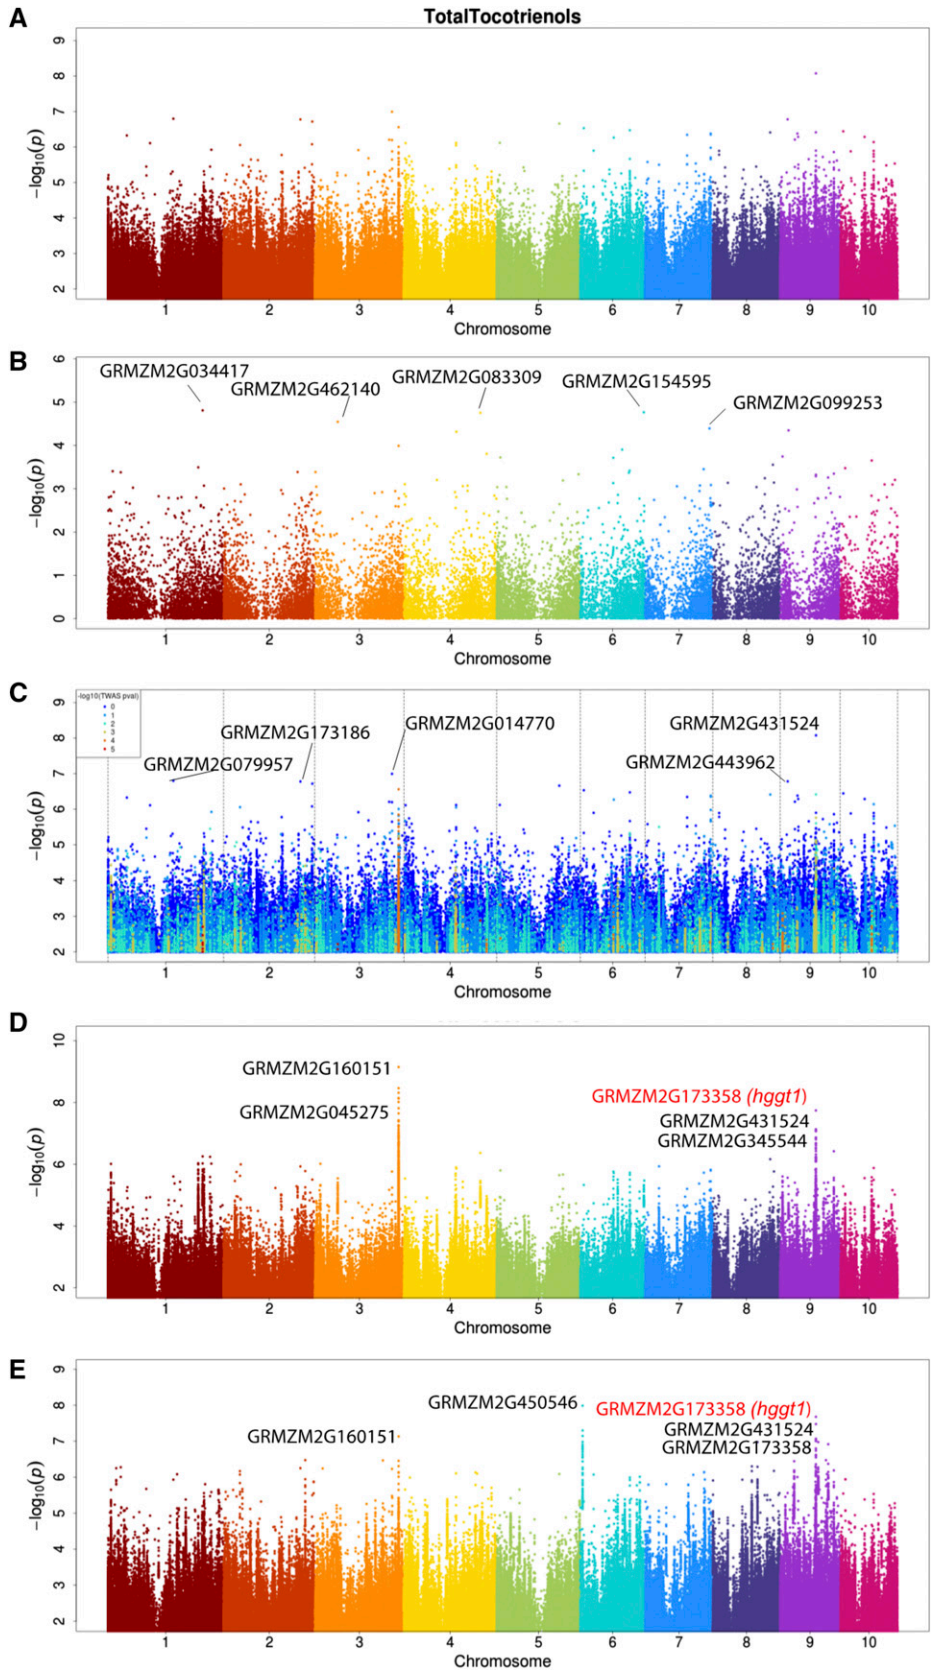 A
TotalTocotrienols
9
8
7
6
5
4
3
2
−log10(p)
1 2 3 4 5 6 7 8 9 10
Chromosome
B
6
5
4
3
2
1
0
−log10(p)
GRMZM2G034417
GRMZM2G462140
GRMZM2G083309
GRMZM2G154595
GRMZM2G099253
1 2 3 4 5 6 7 8 9 10
Chromosome
C
9
8
7
6
5
4
3
2
−log10(p)
-log10(TWAS pval)
0
1
2
3
4
5
GRMZM2G079957
GRMZM2G173186
GRMZM2G014770
GRMZM2G431524
GRMZM2G443962
1 2 3 4 5 6 7 8 9 10
Chromosome
D
10
8
6
4
2
−log10(p)
GRMZM2G160151
GRMZM2G045275
GRMZM2G173358 (hggt1)
GRMZM2G431524
GRMZM2G345544
1 2 3 4 5 6 7 8 9 10
Chromosome
E
9
8
7
6
5
4
3
2
−log10(p)
GRMZM2G160151
GRMZM2G450546
GRMZM2G173358 (hggt1)
GRMZM2G431524
GRMZM2G173358
1 2 3 4 5 6 7 8 9 10
Chromosome